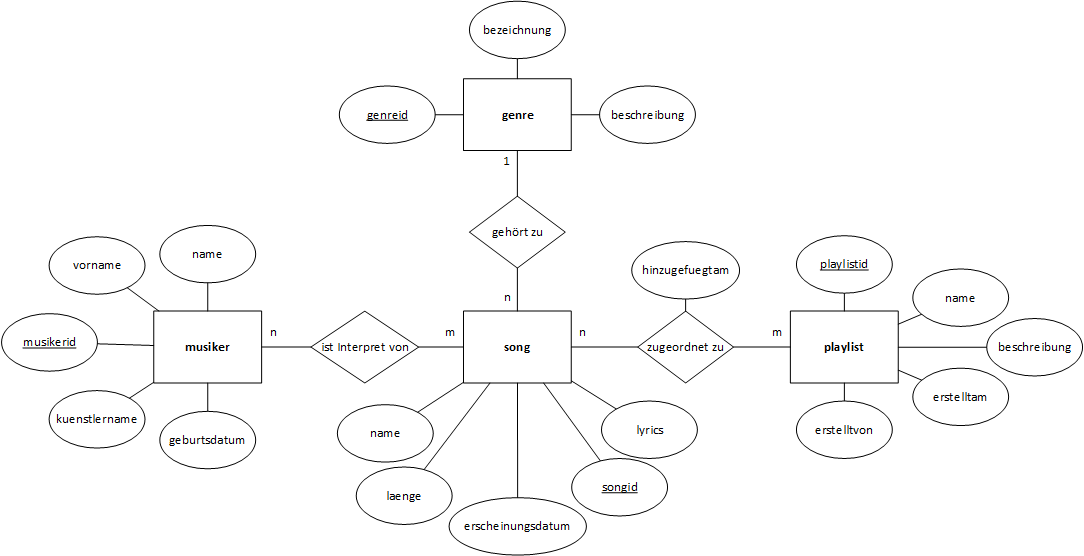 bezeichnung
genreid
genre
beschreibung
1
gehört zu
n
name
vorname
musikerid
musiker
kuenstlername
geburtsdatum
n
ist Interpret von
m
song
name
laenge
erscheinungsdatum
songid
lyrics
n
hinzugefuegtam
zugeordnet zu
m
playlistid
name
playlist
beschreibung
erstelltam
erstelltvon